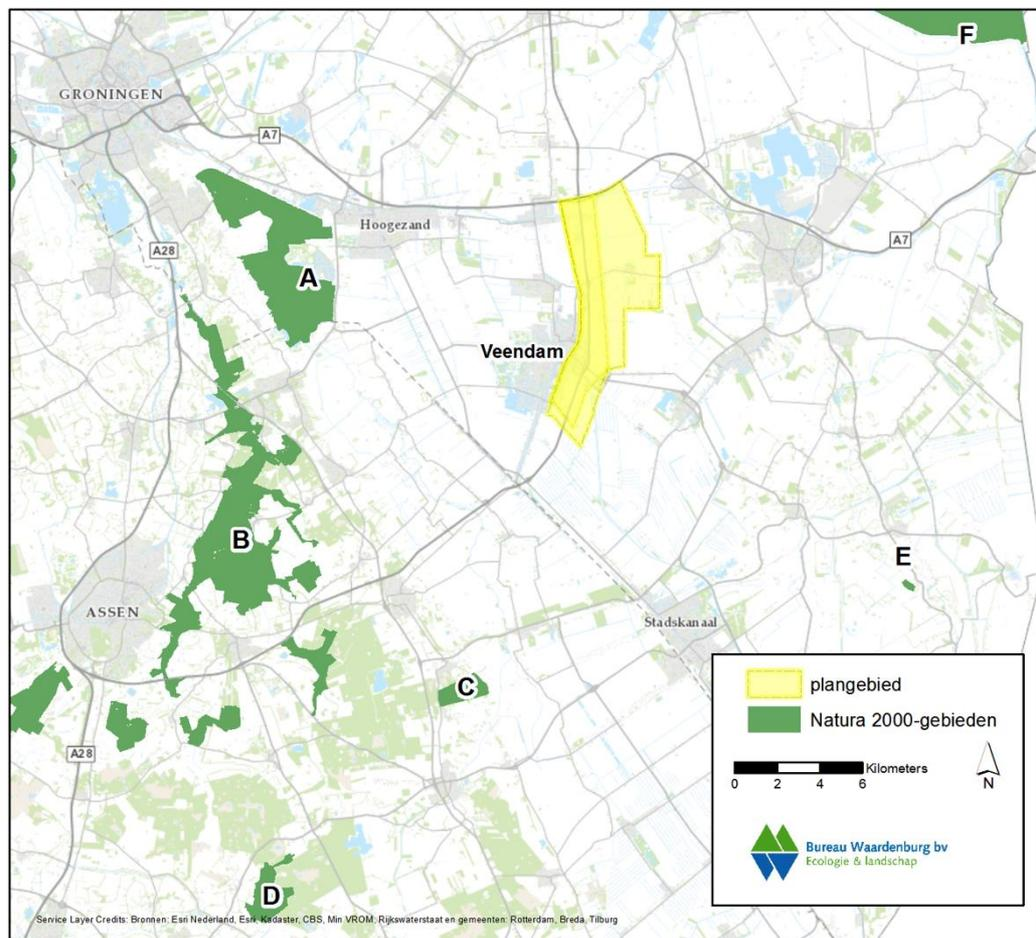 F
GRONINGEN
A7
Hoogezand
A28
A7
A
Veendam
B
E
ASSEN
Stadskanaal
C
A28
D
plangebied
Natura 2000-gebieden
Kilometers
0 2 4 6
N
Bureau Waardenburg bv
Ecologie & landschap
Service Layer Credits: Bronnen: Esri Nederland, Esri, Kadaster, CBS, Min VROM, Rijkswaterstaat en gemeenten: Rotterdam, Breda, Tilburg